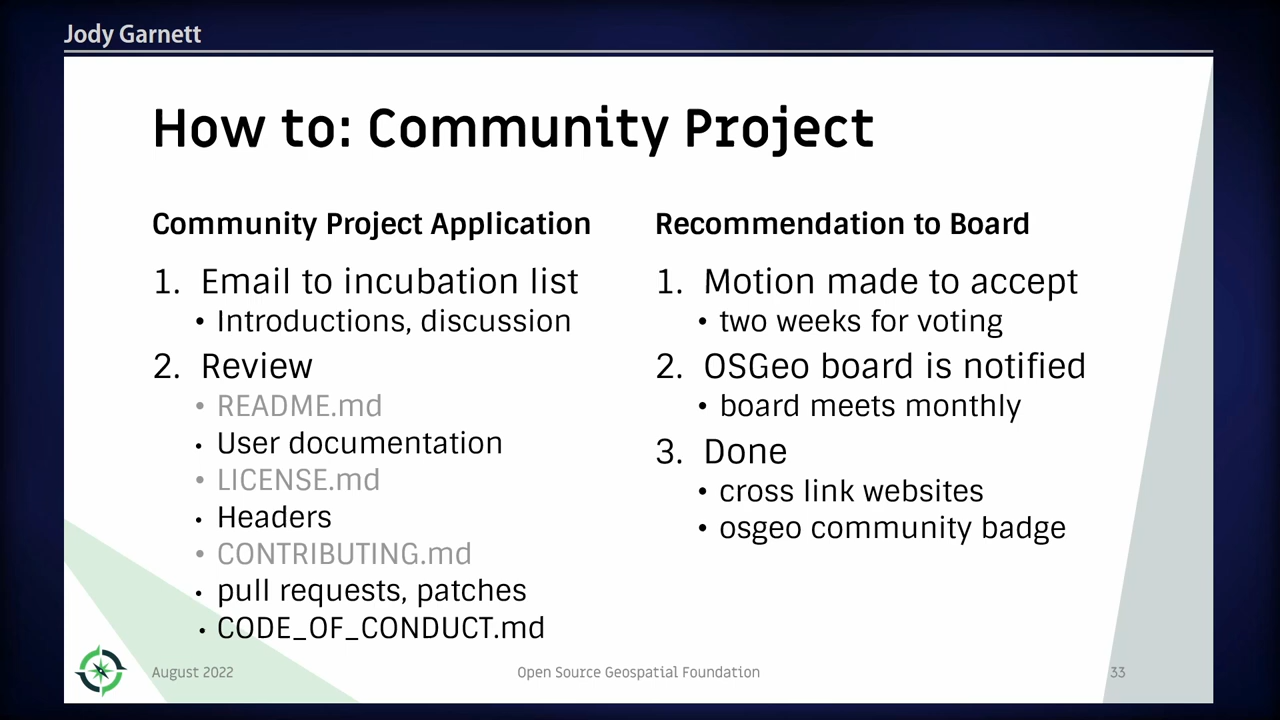 Jody Garnett
How to: Community Project
Community Project Application
1. Email to incubation list
• Introductions, discussion
2. Review
• README.md
• User documentation
• LICENSE.md
• Headers
• CONTRIBUTING.md
• pull requests, patches
• CODE_OF_CONDUCT.md
Recommendation to Board
1. Motion made to accept
• two weeks for voting
2. OSGeo board is notified
• board meets monthly
3. Done
• cross link websites
• osgeo community badge
August 2022
Open Source Geospatial Foundation
33